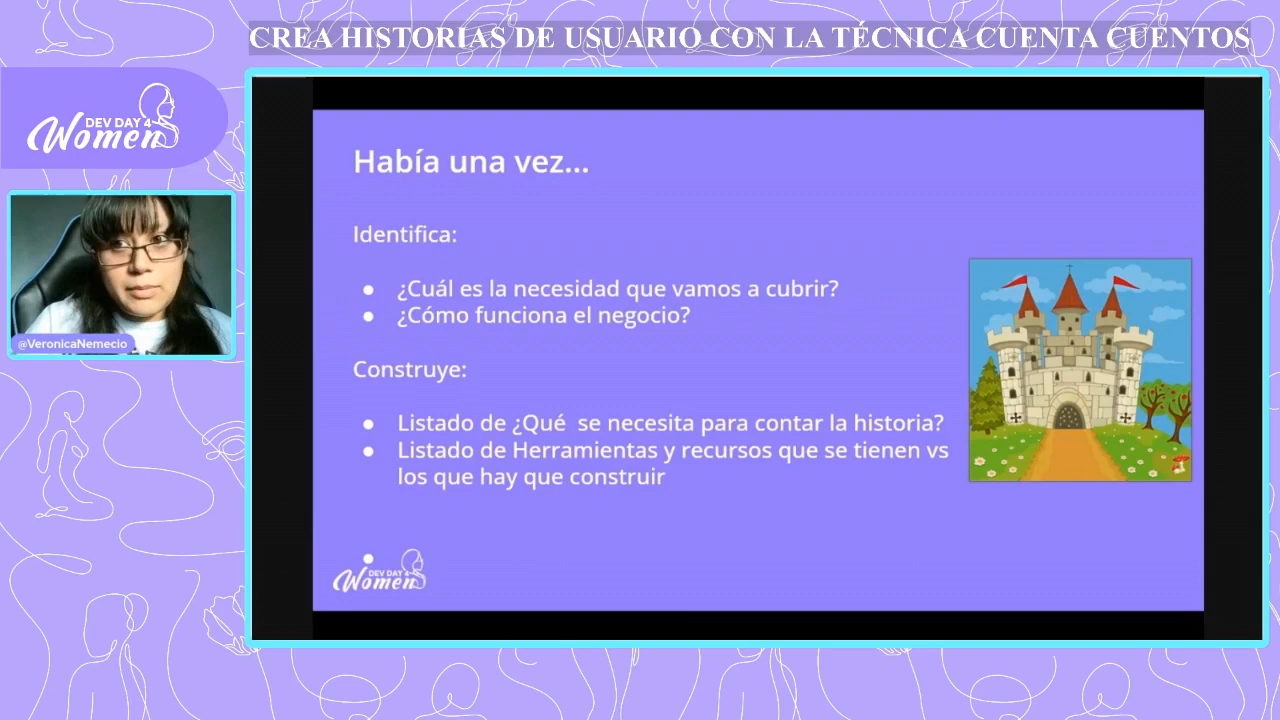 CREA HISTORIAS DE USUARIO CON LA TÉCNICA CUENTA CUENTOS
DEV DAY 4
Women
@VeronicaNemecio
Había una vez...
Identifica:
● ¿Cuál es la necesidad que vamos a cubrir?
● ¿Cómo funciona el negocio?
Construye:
● Listado de ¿Qué  se necesita para contar la historia?
● Listado de Herramientas y recursos que se tienen vs
los que hay que construir
DEV DAY 4
Women